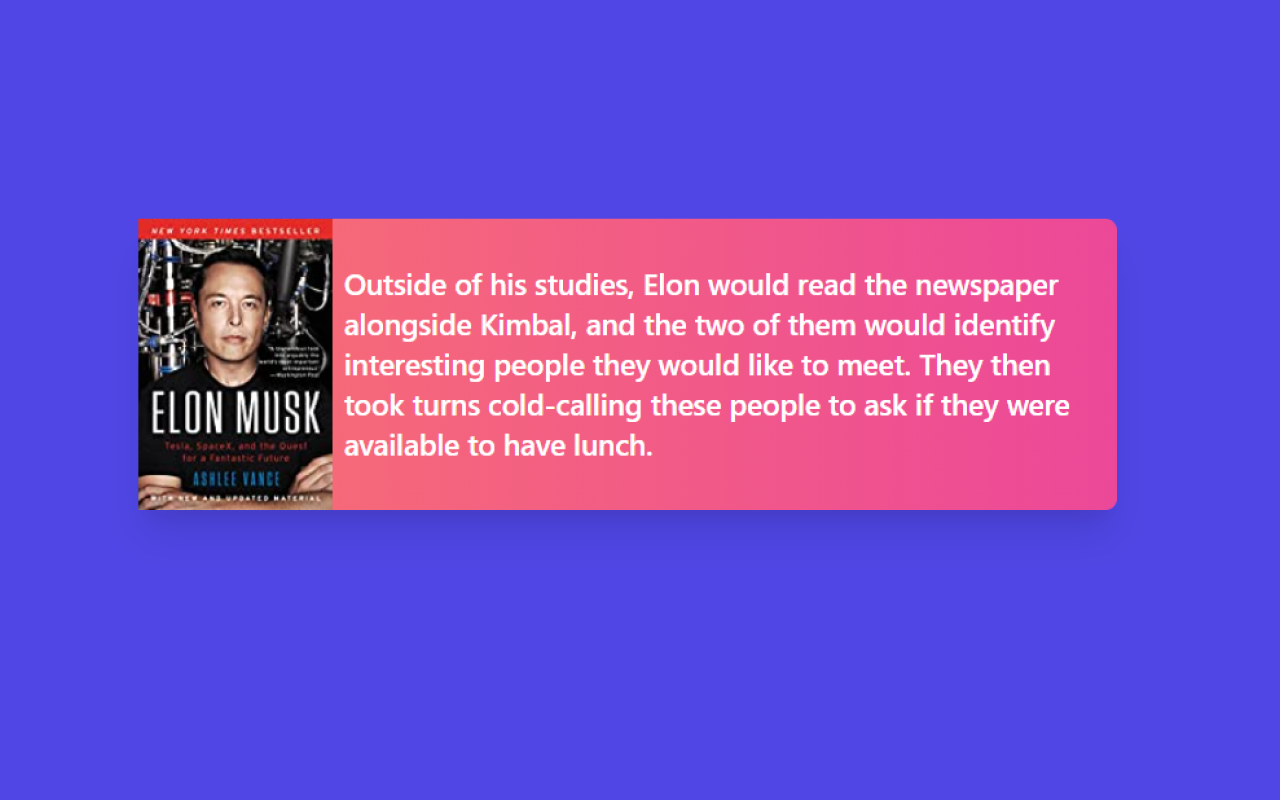 NEW YORK TIMES BESTSELLER
ELON MUSK
Tesla, SpaceX, and the Quest
for a Fantastic Future
ASHLEE VANCE
WITH NEW AND UPDATED MATERIAL
Outside of his studies, Elon would read the newspaper
alongside Kimbal, and the two of them would identify
interesting people they would like to meet. They then
took turns cold-calling these people to ask if they were
available to have lunch.